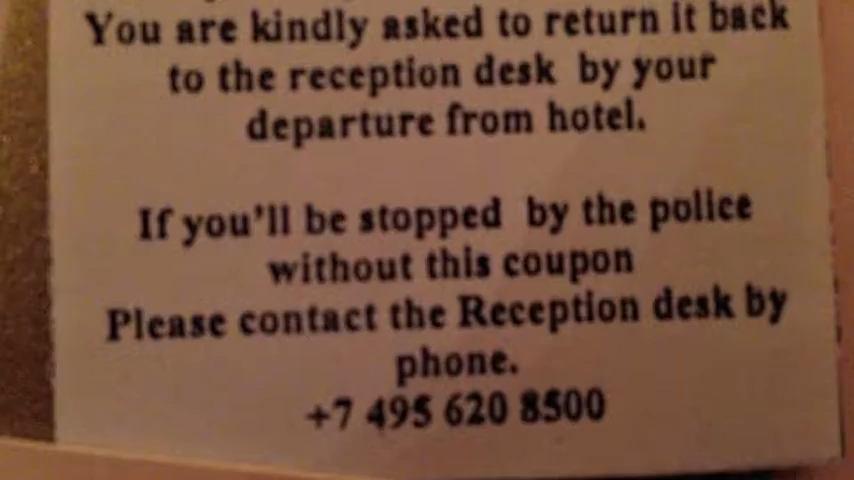 You are kindly asked to return it back
to the reception desk by your
departure from hotel.
If you'll be stopped by the police
without this coupon
Please contact the Reception desk by
phone.
+7 495 620 8500